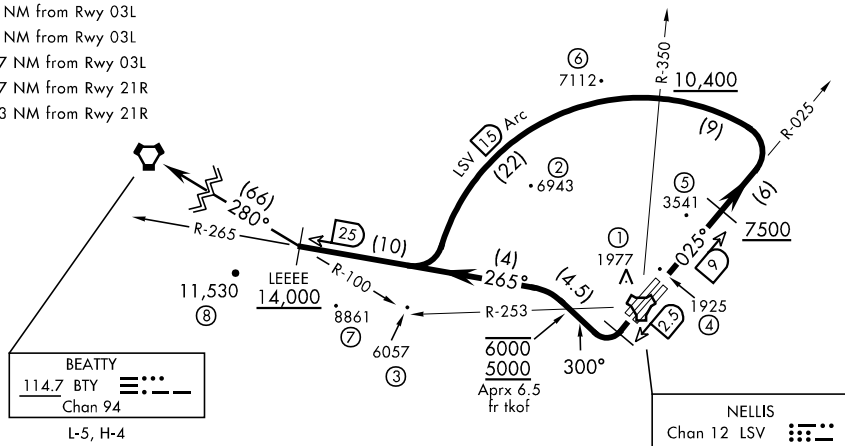 NM from Rwy 03L
NM from Rwy 03L
7 NM from Rwy 03L
7 NM from Rwy 21R
3 NM from Rwy 21R
6
7112
R-350
10,400
R-025
LSV 15 Arc
(22)
(9)
2
6943
5
3541
(6)
7500
(66)
280°
R-265
25
(10)
(4)
265°
(4.5)
1
1977
025°
9
LEEEE
14,000
R-100
11,530
8
8861
7
6057
3
R-253
6000
5000
Aprx 6.5
fr tkof
300°
2.5
1925
4
BEATTY
114.7 BTY
Chan 94
L-5, H-4
NELLIS
Chan 12 LSV